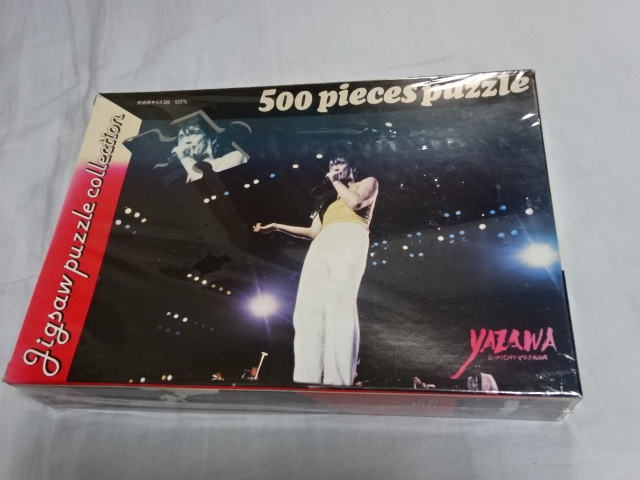 500 pieces puzzle
Jigsaw puzzle collection
YAZAWA
EIKICHI YAZAWA